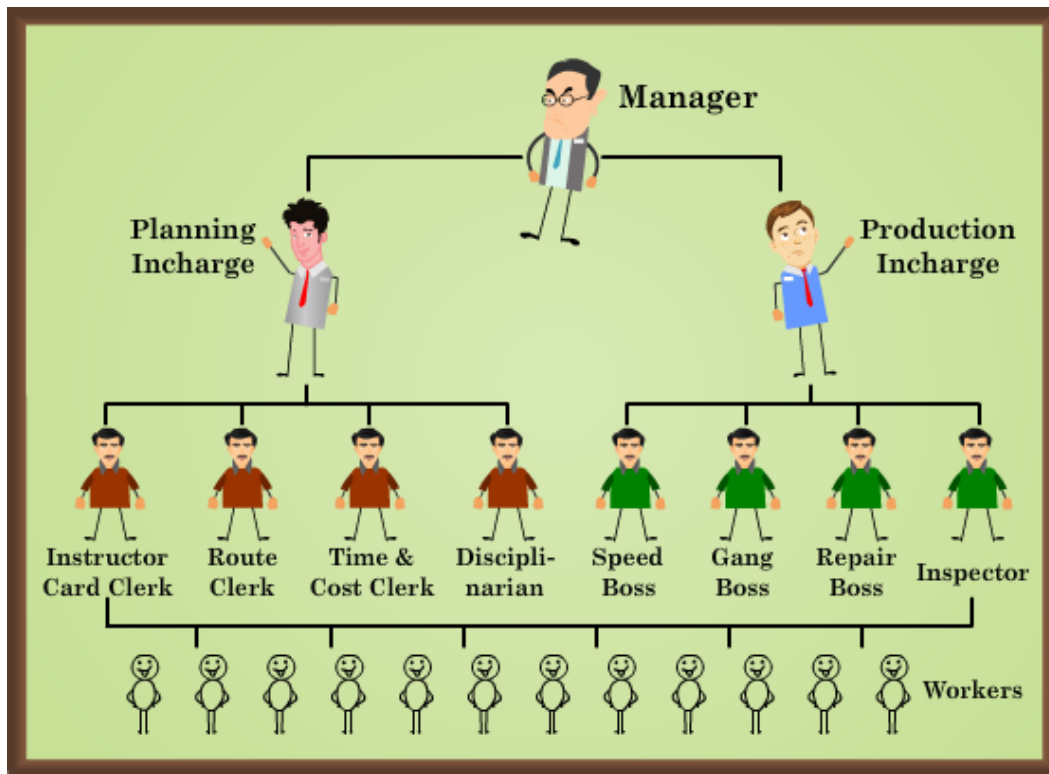 Manager
Planning
Incharge
Production
Incharge
Instructor
Card Clerk
Route
Clerk
Time &
Cost Clerk
Discipli-
narian
Speed
Boss
Gang
Boss
Repair
Boss
Inspector
Workers